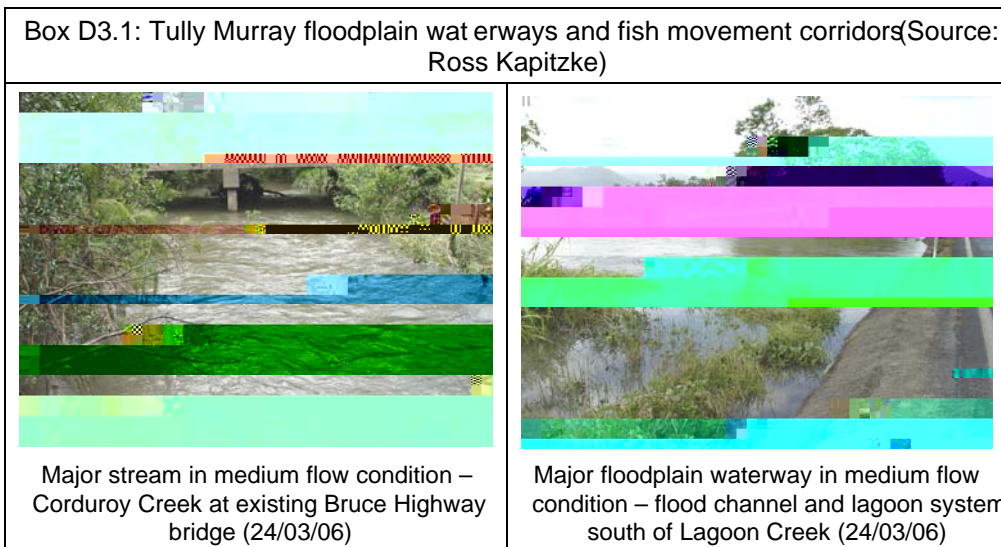 Box D3.1: Tully Murray floodplain wat erways and fish movement corridors(Source:
Ross Kapitzke)
Major stream in medium flow condition –
Corduroy Creek at existing Bruce Highway
bridge (24/03/06)
Major floodplain waterway in medium flow
condition – flood channel and lagoon system
south of Lagoon Creek (24/03/06)